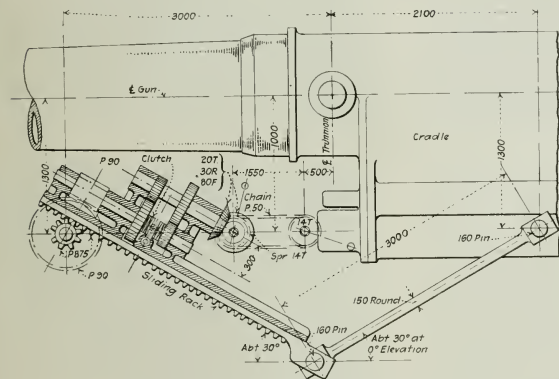 3000
2100
℄ Gun
℄ Trunnion
Cradle
1000
1300
1300
P 90
Clutch
20T
30R
80F
1550
500
Chain
P.50
14T
Spr 14T
300
3000
160 Pin
P 90
Sliding Rack
150 Round
160 Pin
Abt 30°
Abt 30° at
0° Elevation